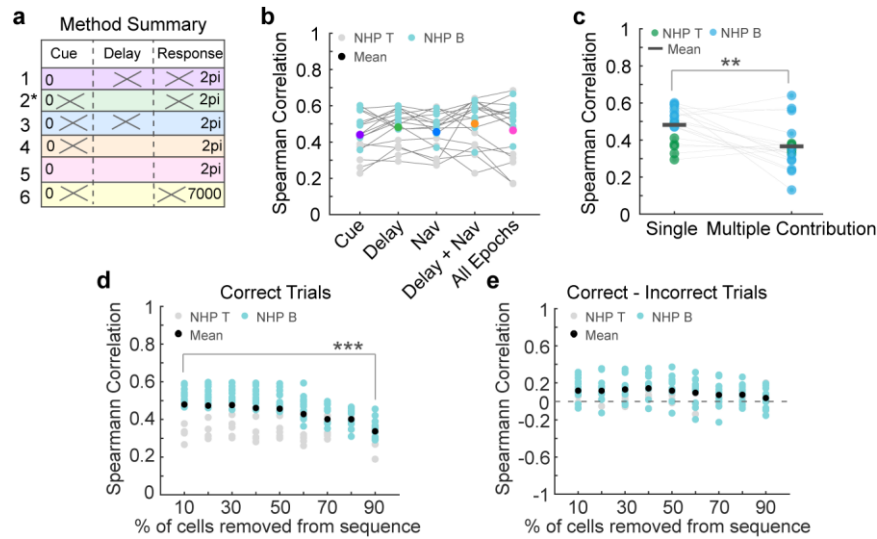 a
Method Summary
Cue Delay Response
1 0 2pi
2* 0 2pi
3 0 2pi
4 0 2pi
5 0 2pi
6 0 7000
b
NHP T NHP B
Mean
Spearman Correlation
1
0.8
0.6
0.4
0.2
0
Cue
Delay
Nav
Delay + Nav
All Epochs
c
NHP T NHP B
Mean
**
Spearman Correlation
1
0.8
0.6
0.4
0.2
0
Single Multiple Contribution
d
Correct Trials
NHP T NHP B
Mean
***
Spearmann Correlation
1
0.8
0.6
0.4
0.2
0
10 30 50 70 90
% of cells removed from sequence
e
Correct - Incorrect Trials
NHP T NHP B
Mean
Spearmann Correlation
1
0.6
0.2
0
-0.2
-0.6
-1
10 30 50 70 90
% of cells removed from sequence